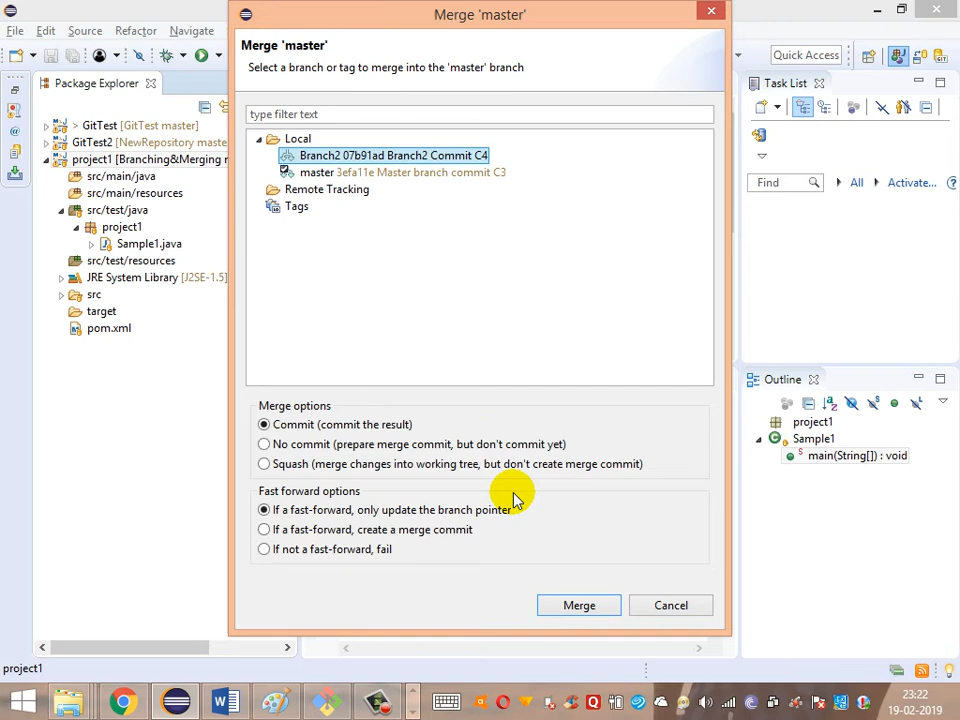 Merge 'master'
File Edit Source Refactor Navigate
Quick Access
Package Explorer
> GitTest [GitTest master]
GitTest2 [NewRepository maste
project1 [Branching&Merging r
src/main/java
src/main/resources
src/test/java
project1
Sample1.java
src/test/resources
JRE System Library [J2SE-1.5]
src
target
pom.xml
Merge 'master'
Select a branch or tag to merge into the 'master' branch
type filter text
Local
Branch2 07b91ad Branch2 Commit C4
master 3efa11e Master branch commit C3
Remote Tracking
Tags
Merge options
Commit (commit the result)
No commit (prepare merge commit, but don't commit yet)
Squash (merge changes into working tree, but don't create merge commit)
Fast forward options
If a fast-forward, only update the branch pointer
If a fast-forward, create a merge commit
If not a fast-forward, fail
Merge Cancel
Task List
Find All Activate...
Outline
project1
Sample1
main(String[]) : void
project1
23:22
19-02-2019